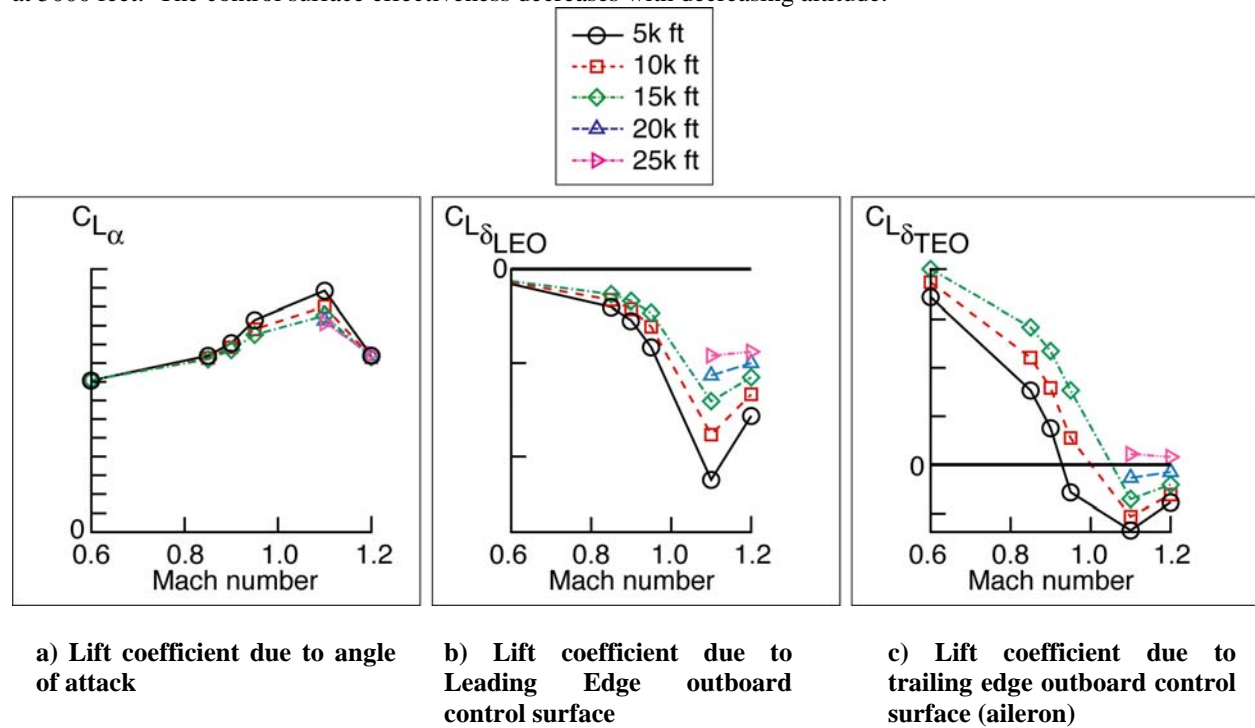 at 5000 feet. The control surface effectiveness decreases with decreasing altitude.
5k ft
10k ft
15k ft
20k ft
25k ft
C_Lα
0
0.6 0.8 1.0 1.2
Mach number
C_LδLEO
0
0.6 0.8 1.0 1.2
Mach number
C_LδTEO
0
0.6 0.8 1.0 1.2
Mach number
a) Lift coefficient due to angle
of attack
b) Lift coefficient due to
Leading Edge outboard
control surface
c) Lift coefficient due to
trailing edge outboard control
surface (aileron)